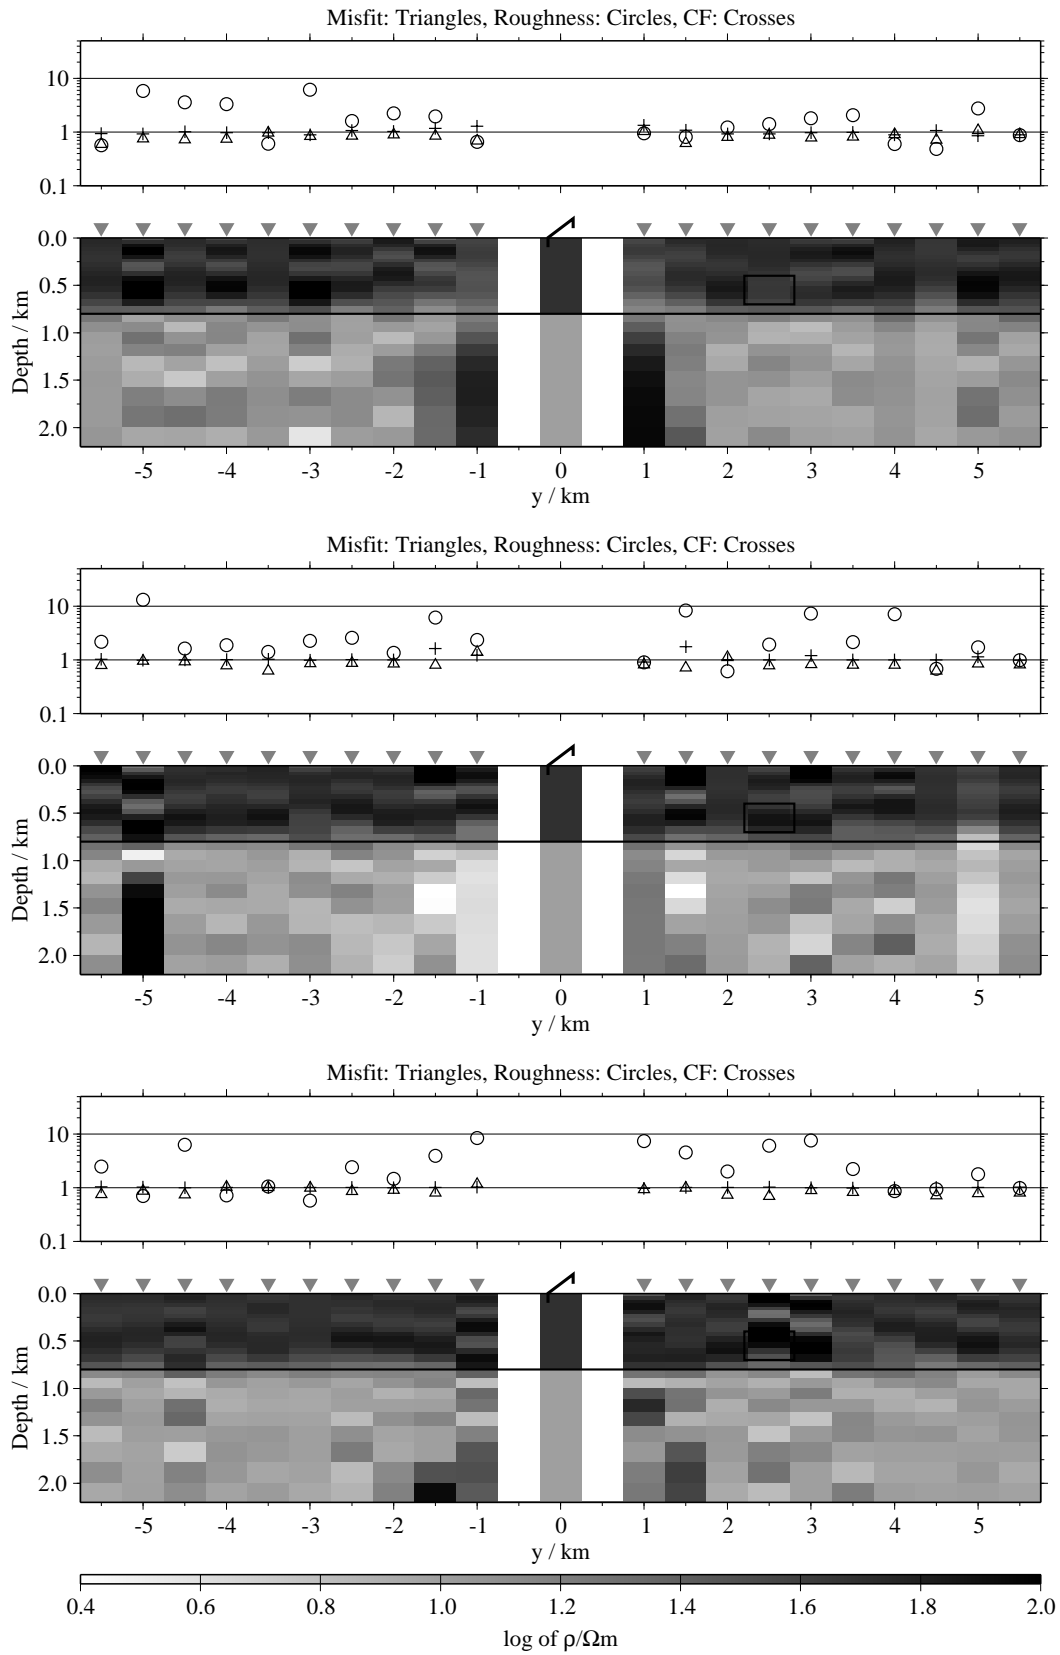 Misfit: Triangles, Roughness: Circles, CF: Crosses
10
1
0.1
0.0
0.5
1.0
1.5
2.0
Depth / km
-5 -4 -3 -2 -1 0 1 2 3 4 5
y / km
Misfit: Triangles, Roughness: Circles, CF: Crosses
10
1
0.1
0.0
0.5
1.0
1.5
2.0
Depth / km
-5 -4 -3 -2 -1 0 1 2 3 4 5
y / km
Misfit: Triangles, Roughness: Circles, CF: Crosses
10
1
0.1
0.0
0.5
1.0
1.5
2.0
Depth / km
-5 -4 -3 -2 -1 0 1 2 3 4 5
y / km
0.4 0.6 0.8 1.0 1.2 1.4 1.6 1.8 2.0
log of ρ/Ωm